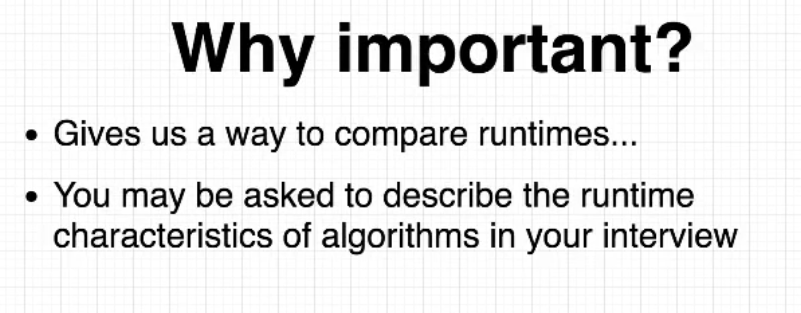 Why important?
• Gives us a way to compare runtimes...
• You may be asked to describe the runtime
characteristics of algorithms in your interview